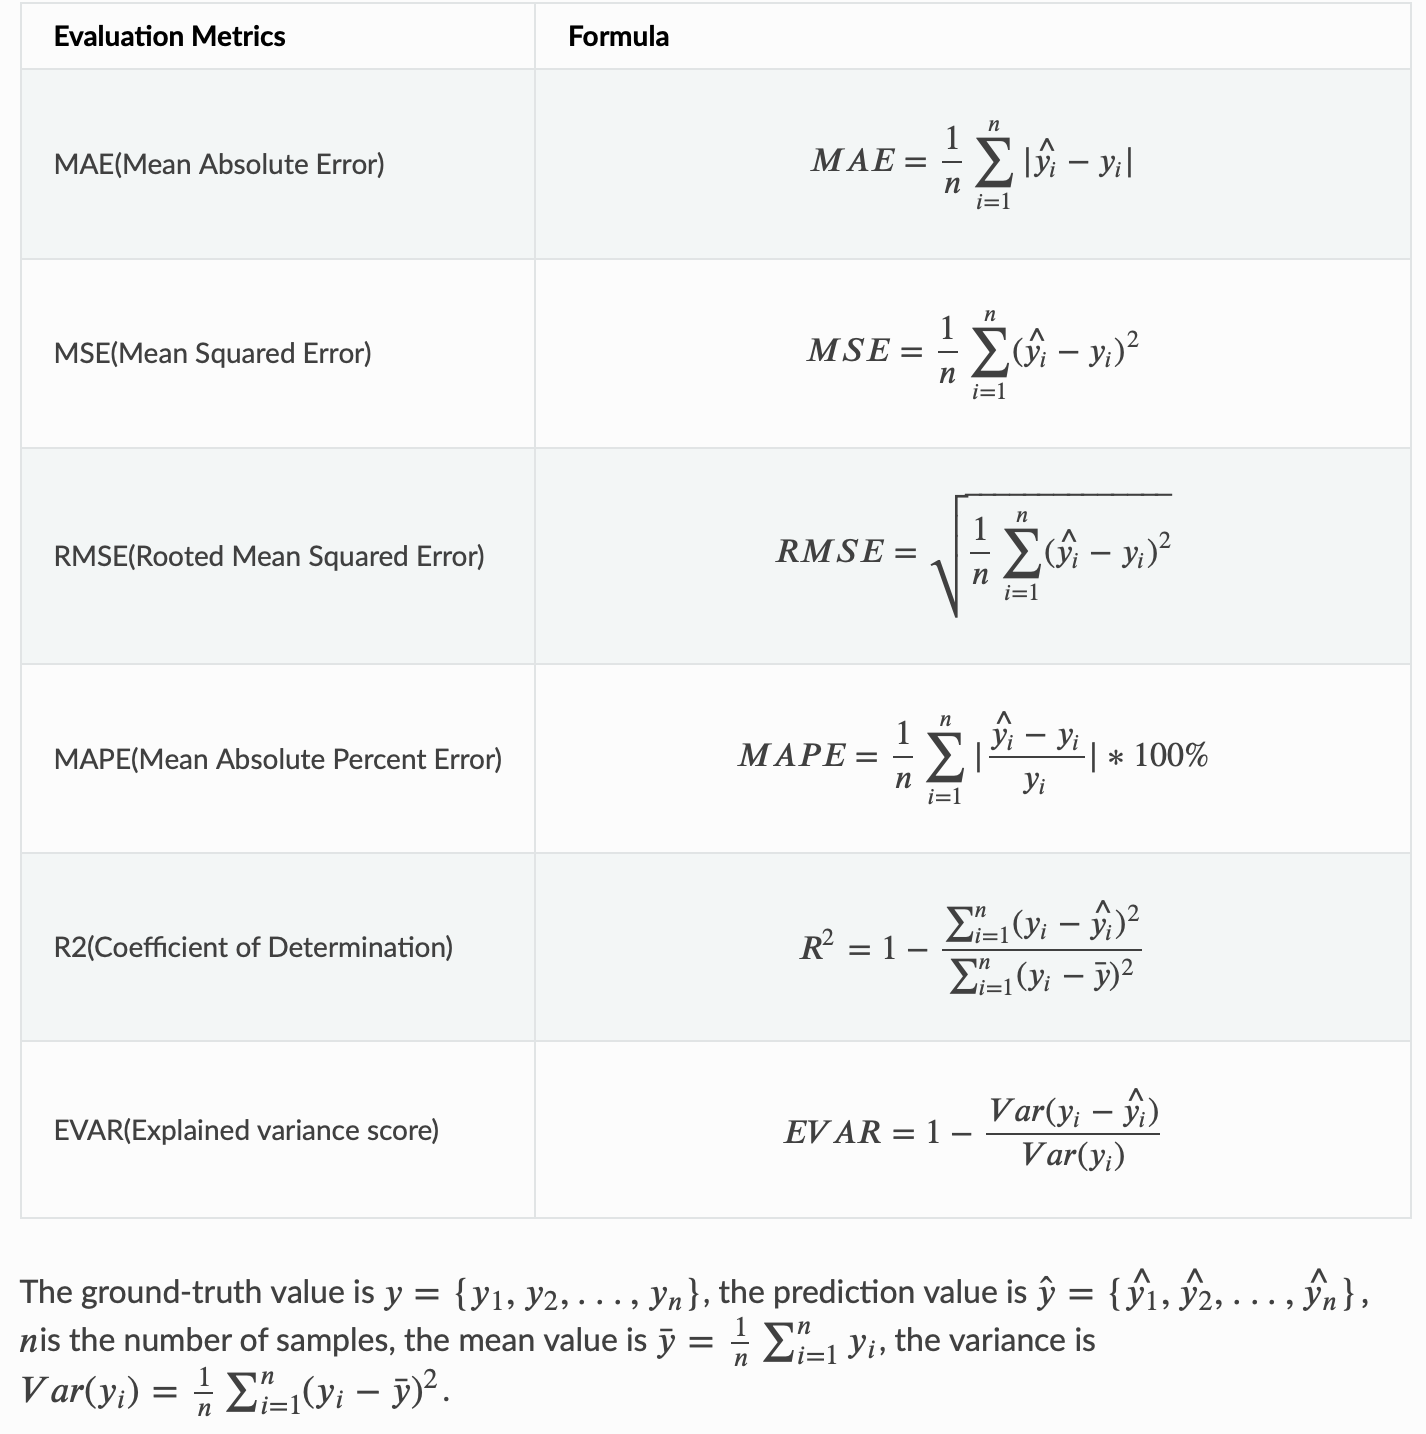 Evaluation Metrics Formula
MAE(Mean Absolute Error) $MAE = \frac{1}{n} \sum_{i=1}^{n} |\hat{y_i} - y_i|$
MSE(Mean Squared Error) $MSE = \frac{1}{n} \sum_{i=1}^{n} (\hat{y_i} - y_i)^2$
RMSE(Rooted Mean Squared Error) $RMSE = \sqrt{\frac{1}{n} \sum_{i=1}^{n} (\hat{y_i} - y_i)^2}$
MAPE(Mean Absolute Percent Error) $MAPE = \frac{1}{n} \sum_{i=1}^{n} |\frac{\hat{y_i} - y_i}{y_i}| * 100\%$
R2(Coefficient of Determination) $R^2 = 1 - \frac{\sum_{i=1}^{n} (y_i - \hat{y_i})^2}{\sum_{i=1}^{n} (y_i - \bar{y})^2}$
EVAR(Explained variance score) $EVAR = 1 - \frac{Var(y_i - \hat{y_i})}{Var(y_i)}$
The ground-truth value is $y = \{y_1, y_2, ..., y_n\}$, the prediction value is $\hat{y} = \{\hat{y_1}, \hat{y_2}, ..., \hat{y_n}\}$,
$n$is the number of samples, the mean value is $\bar{y} = \frac{1}{n} \sum_{i=1}^{n} y_i$, the variance is
$Var(y_i) = \frac{1}{n} \sum_{i=1}^{n} (y_i - \bar{y})^2$.